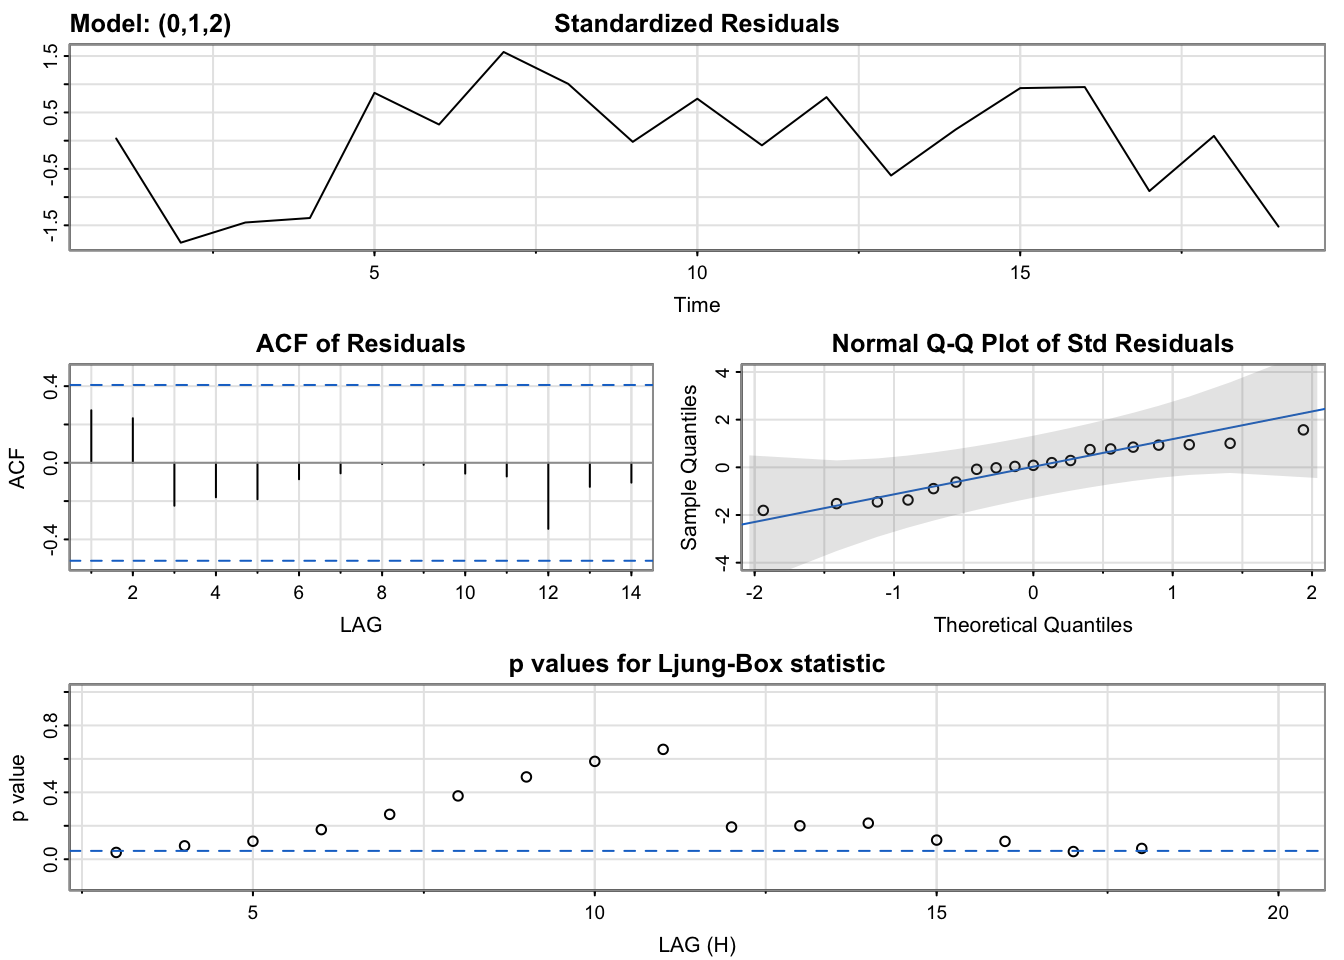 Model: (0,1,2) Standardized Residuals
1.5
0.5
-0.5
-1.5
5 10 15
Time
ACF of Residuals
ACF
0.4
0.0
-0.4
2 4 6 8 10 12 14
LAG
Normal Q-Q Plot of Std Residuals
Sample Quantiles
4
2
0
-2
-4
-2 -1 0 1 2
Theoretical Quantiles
p values for Ljung-Box statistic
p value
0.8
0.4
0.0
5 10 15 20
LAG (H)